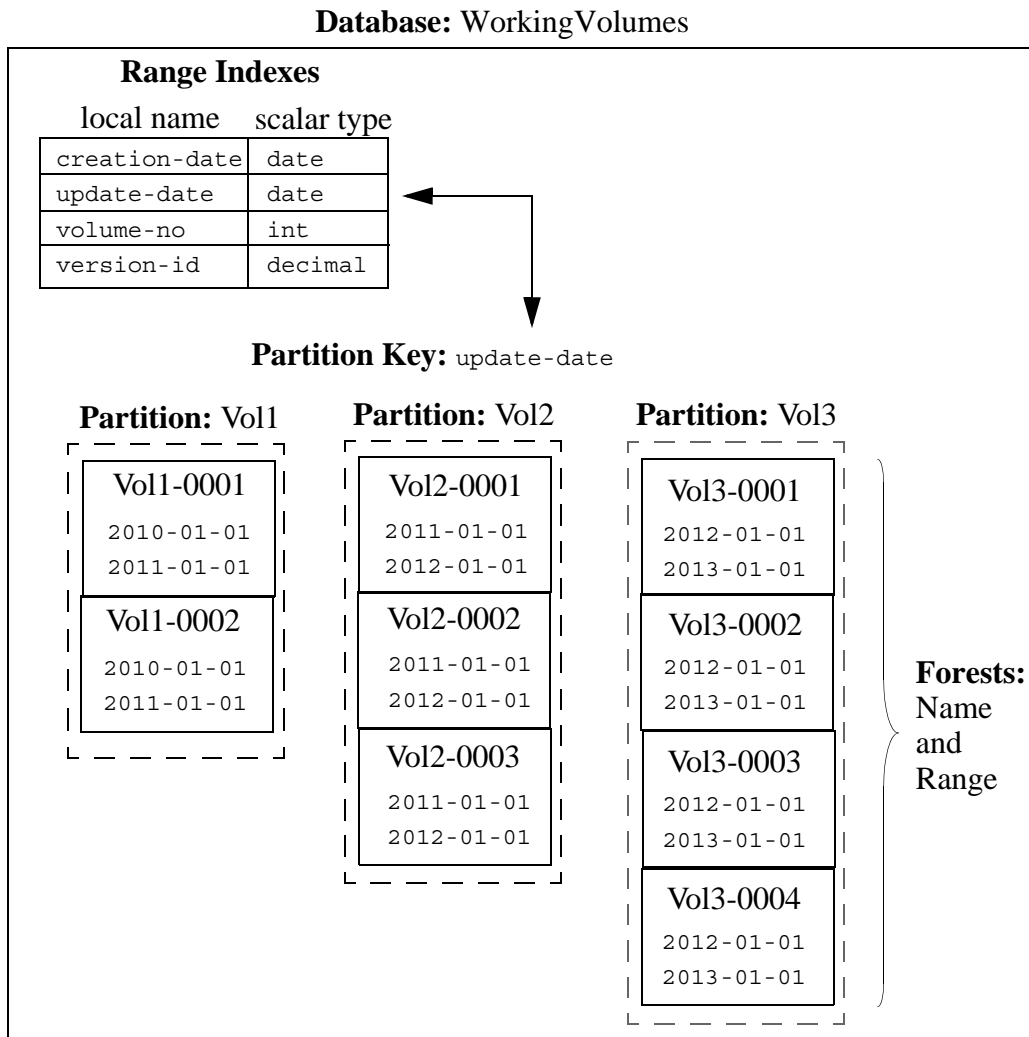 Database: WorkingVolumes
Range Indexes
local name scalar type
creation-date date
update-date date
volume-no int
version-id decimal
Partition Key: update-date
Partition: Vol1
Vol1-0001
2010-01-01
2011-01-01
Vol1-0002
2010-01-01
2011-01-01
Partition: Vol2
Vol2-0001
2011-01-01
2012-01-01
Vol2-0002
2011-01-01
2012-01-01
Vol2-0003
2011-01-01
2012-01-01
Partition: Vol3
Vol3-0001
2012-01-01
2013-01-01
Vol3-0002
2012-01-01
2013-01-01
Vol3-0003
2012-01-01
2013-01-01
Vol3-0004
2012-01-01
2013-01-01
Forests:
Name
and
Range